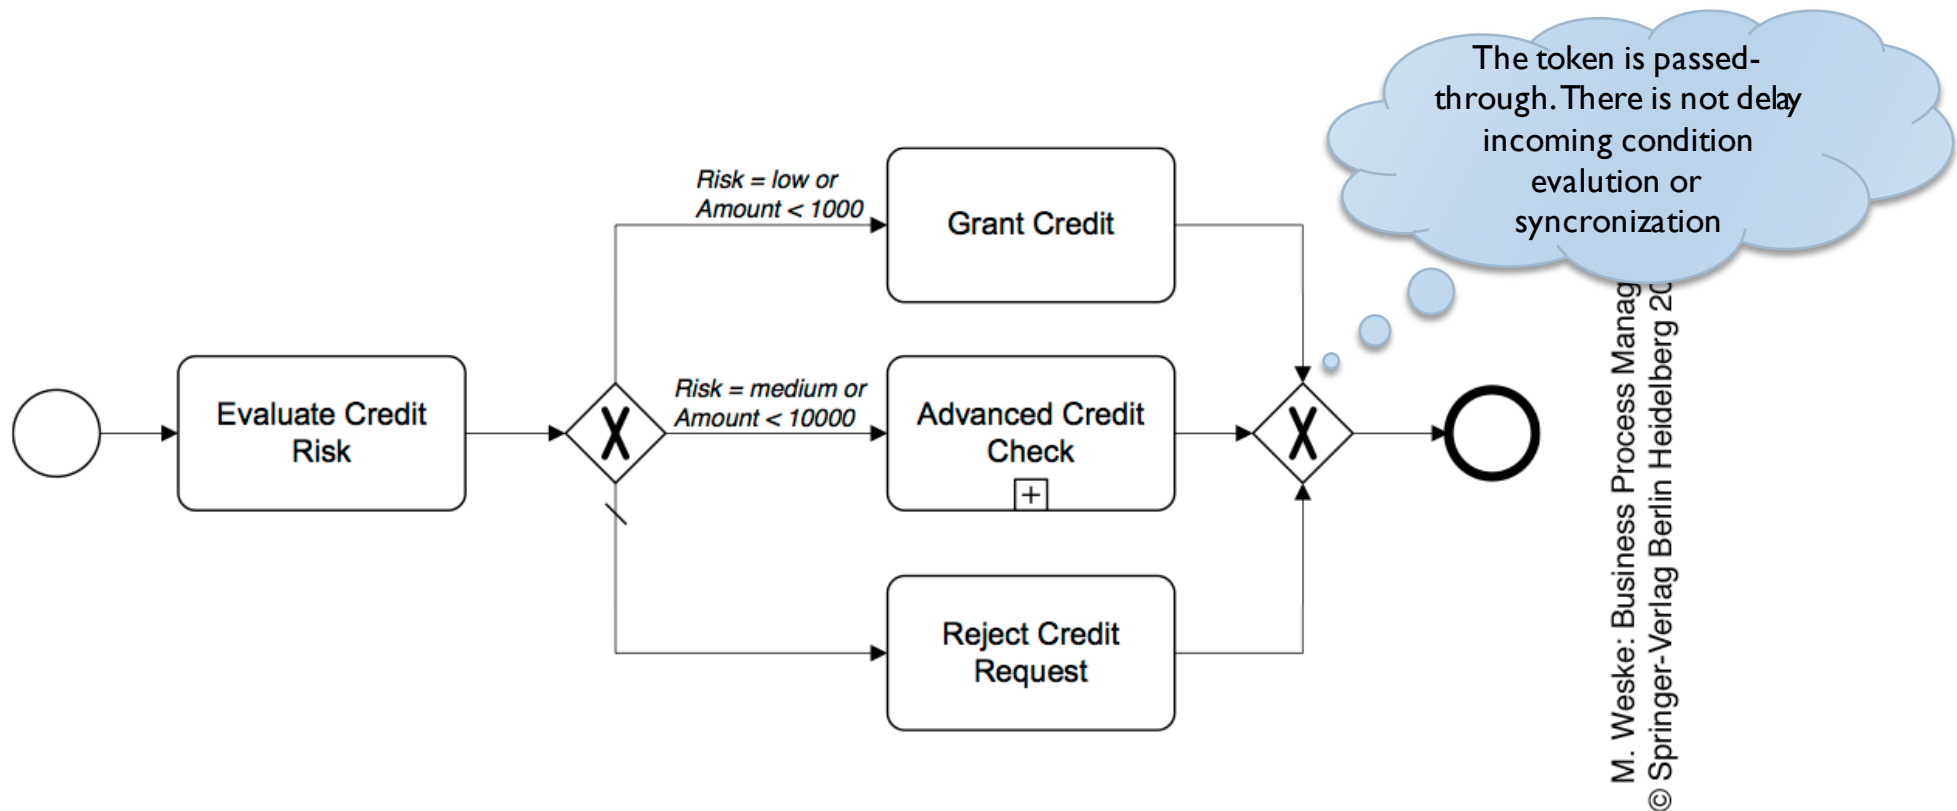 The token is passed-
through. There is not delay
incoming condition
evalution or
syncronization
Risk = low or
Amount < 1000
Grant Credit
Evaluate Credit
Risk
X
Risk = medium or
Amount < 10000
Advanced Credit
Check
+
X
Reject Credit
Request
M. Weske: Business Process Manag
© Springer-Verlag Berlin Heidelberg 20